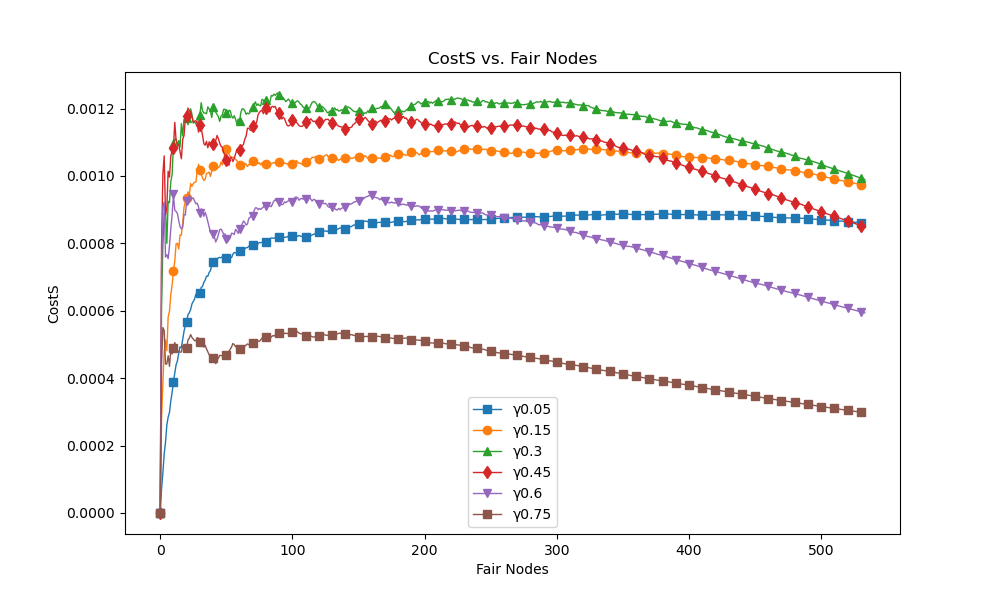 CostS vs. Fair Nodes
CostS
0.0012
0.0010
0.0008
0.0006
0.0004
0.0002
0.0000
γ0.05
γ0.15
γ0.3
γ0.45
γ0.6
γ0.75
0 100 200 300 400 500
Fair Nodes